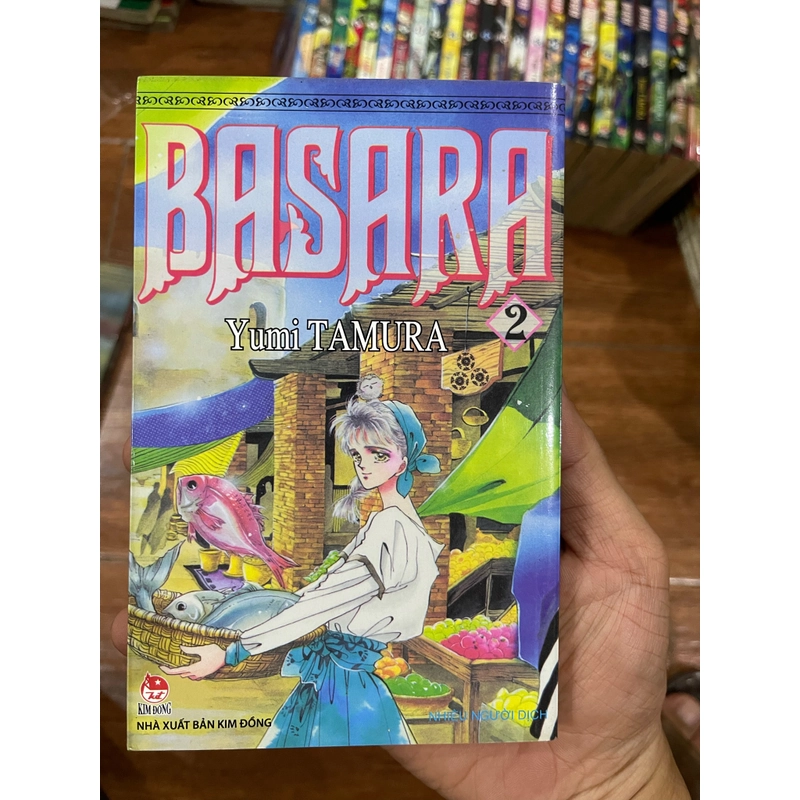 BASARA
2
Yumi TAMURA
KIM ĐỒNG
NHÀ XUẤT BẢN KIM ĐỒNG
NHIỀU NGƯỜI DỊCH